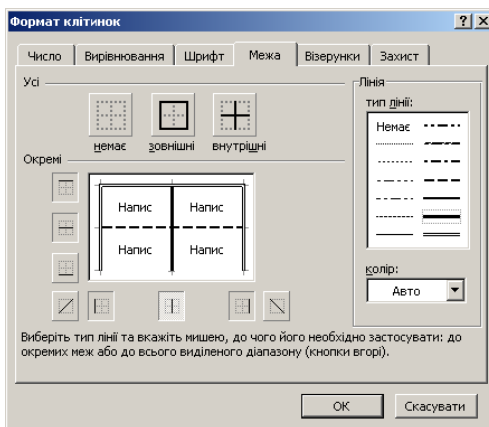 Формат клітинок
Число Вирівнювання Шрифт Межа Візерунки Захист
Усі
немає зовнішні внутрішні
Окремі
Напис Напис
Напис Напис
Лінія
тип лінії:
Немає
колір:
Авто
Виберіть тип лінії та вкажіть мишею, до чого його необхідно застосувати: до
окремих меж або до всього виділеного діапазону (кнопки вгорі).
ОК Скасувати